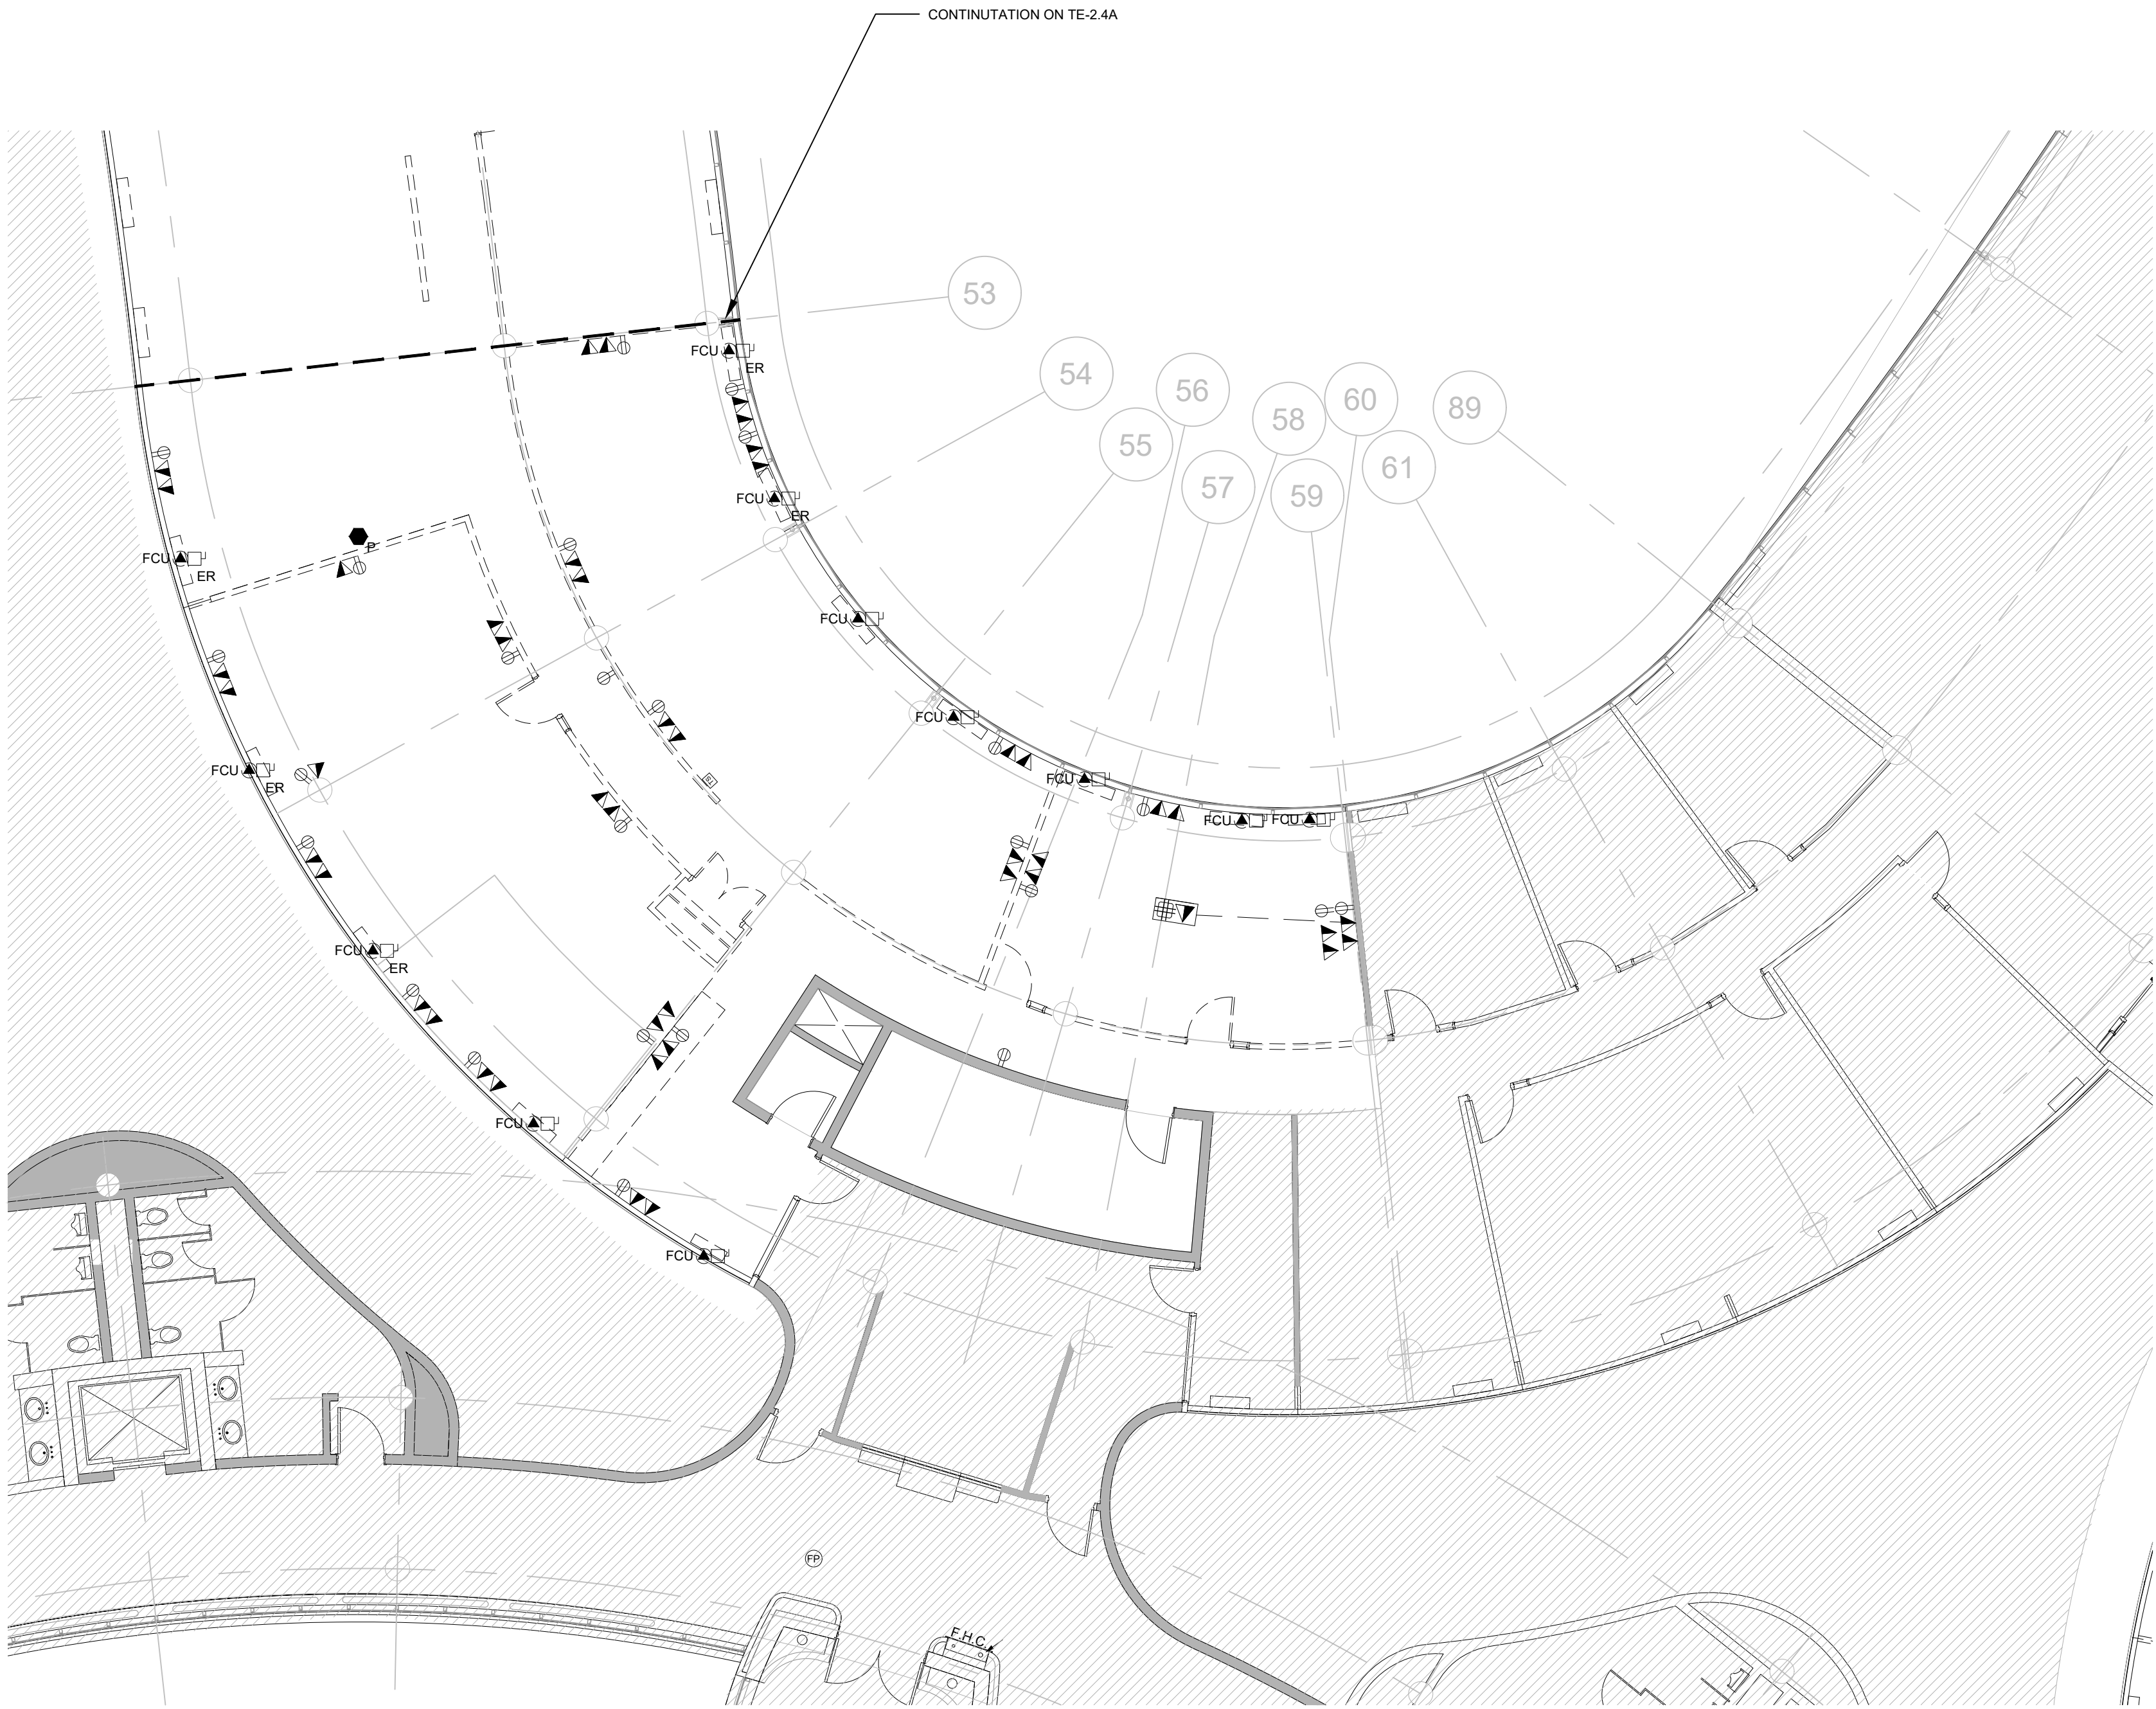 CONTINUTATION ON TE-2.4A
53
FCU
ER
54
56
60
89
58
55
61
57
59
FCU
ER
P
FCU
ER
FCU
FCU
FCU
ER
FCU
FCU
FCU
FCU
ER
FCU
FCU
FP
F.H.C.